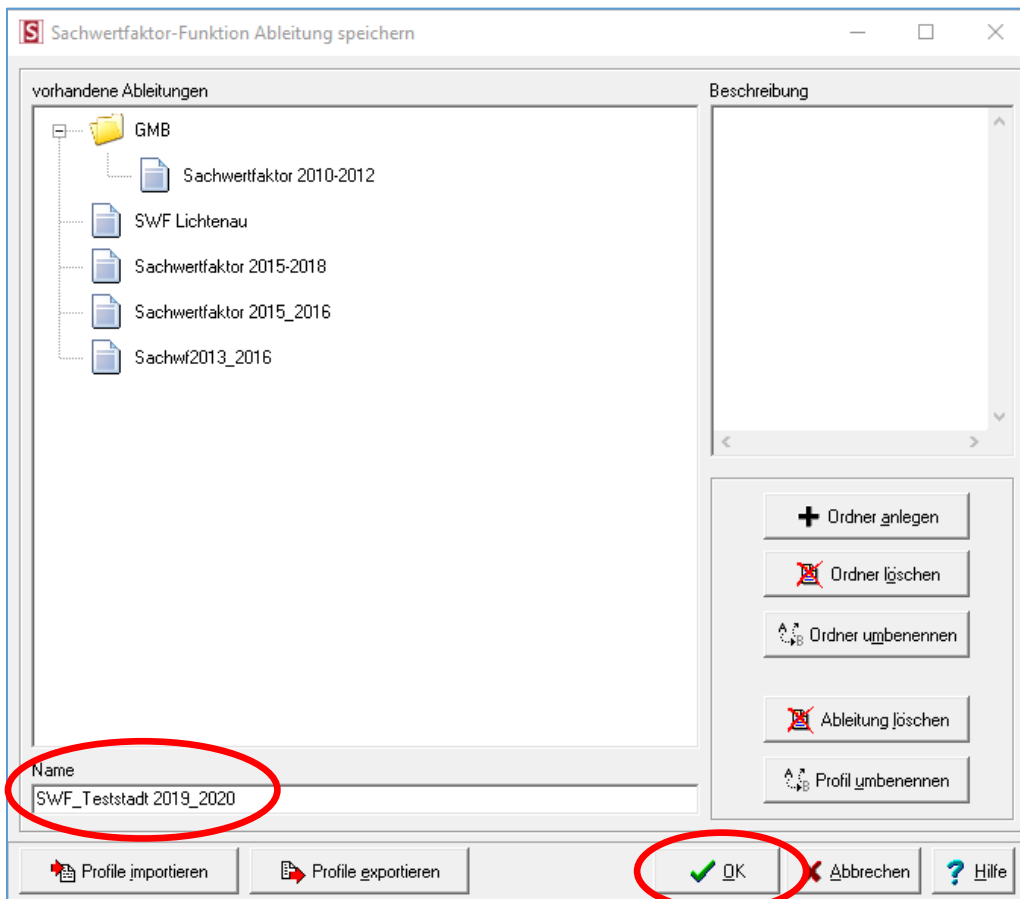 Sachwertfaktor-Funktion Ableitung speichern
vorhandene Ableitungen
GMB
Sachwertfaktor 2010-2012
SWF Lichtenau
Sachwertfaktor 2015-2018
Sachwertfaktor 2015_2016
Sachwf2013_2016
Name
SWF_Teststadt 2019_2020
Beschreibung
Ordner anlegen
Ordner löschen
Ordner umbenennen
Ableitung löschen
Profil umbenennen
Profile importieren
Profile exportieren
OK
Abbrechen
Hilfe